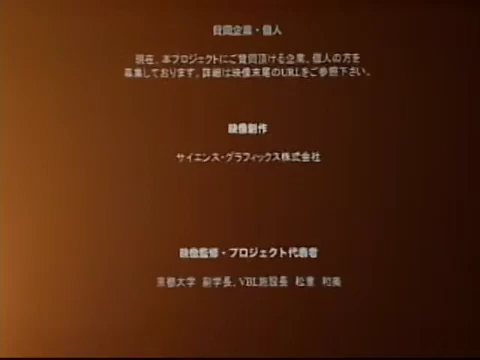 賛同企業・個人
現在、本プロジェクトにご賛同頂ける企業、個人の方を
募集しております。詳細は映像末尾のURLをご参照下さい。
映像創作
サイエンス・グラフィックス株式会社
映像監修・プロジェクト代表者
京都大学 副学長、VBL施設長 松重 和美